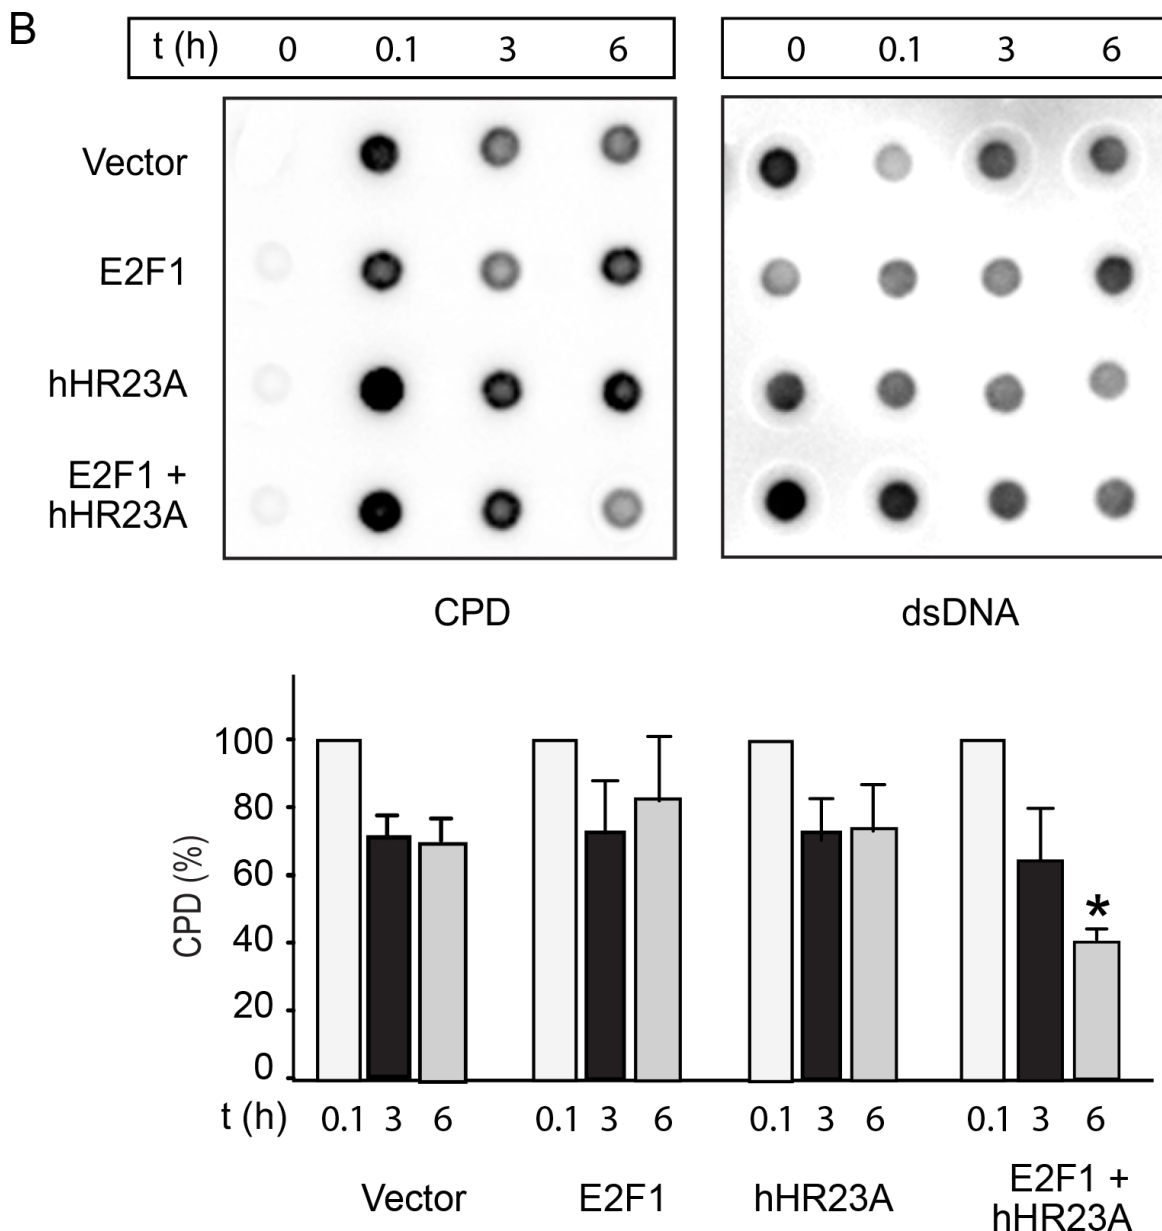 B
t (h) 0 0.1 3 6
0 0.1 3 6
Vector
E2F1
hHR23A
E2F1 +
hHR23A
CPD
dsDNA
CPD (%)
100
80
60
40
20
0
*
t (h) 0.1 3 6 0.1 3 6 0.1 3 6 0.1 3 6
Vector
E2F1
hHR23A
E2F1 +
hHR23A